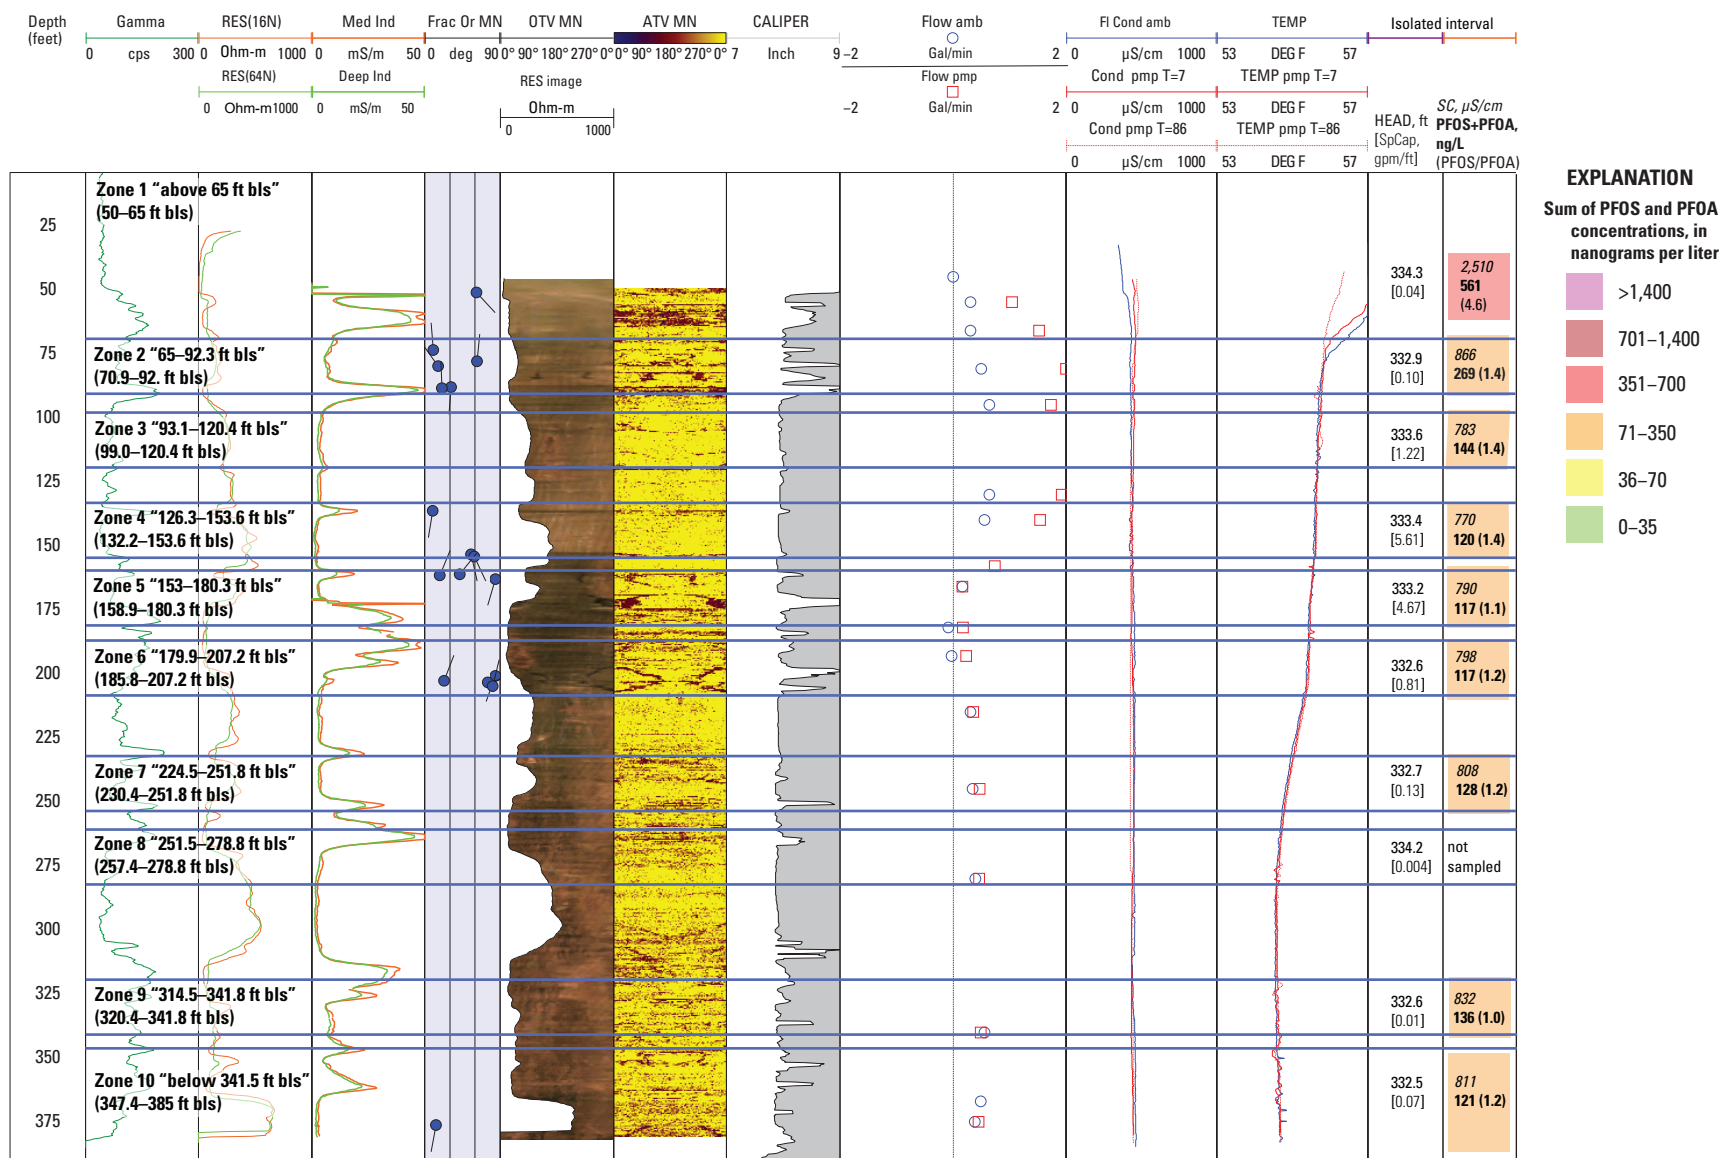 Depth
(feet)
Gamma
0 cps 300
RES(16N)
0 Ohm-m 1000
RES(64N)
0 Ohm-m1000
Med Ind
0 mS/m 50
Deep Ind
0 mS/m 50
Frac Or MN
0 deg 90
OTV MN
0° 90° 180° 270° 0°
RES image
Ohm-m
0 1000
ATV MN
0° 90° 180° 270° 0°
CALIPER
7 Inch 9
Flow amb
−2 Gal/min 2
Flow pmp
−2 Gal/min 2
Fl Cond amb
0 µS/cm 1000
Cond pmp T=7
0 µS/cm 1000
Cond pmp T=86
0 µS/cm 1000
TEMP
53 DEG F 57
TEMP pmp T=7
53 DEG F 57
TEMP pmp T=86
53 DEG F 57
Isolated interval
HEAD, ft
[SpCap,
gpm/ft]
SC, µS/cm
PFOS+PFOA,
ng/L
(PFOS/PFOA)
25
50
75
100
125
150
175
200
225
250
275
300
325
350
375
Zone 1 “above 65 ft bls”
(50–65 ft bls)
334.3
[0.04]
2,510
561
(4.6)
Zone 2 “65–92.3 ft bls”
(70.9–92. ft bls)
332.9
[0.10]
866
269 (1.4)
Zone 3 “93.1–120.4 ft bls”
(99.0–120.4 ft bls)
333.6
[1.22]
783
144 (1.4)
Zone 4 “126.3–153.6 ft bls”
(132.2–153.6 ft bls)
333.4
[5.61]
770
120 (1.4)
Zone 5 “153–180.3 ft bls”
(158.9–180.3 ft bls)
333.2
[4.67]
790
117 (1.1)
Zone 6 “179.9–207.2 ft bls”
(185.8–207.2 ft bls)
332.6
[0.81]
798
117 (1.2)
Zone 7 “224.5–251.8 ft bls”
(230.4–251.8 ft bls)
332.7
[0.13]
808
128 (1.2)
Zone 8 “251.5–278.8 ft bls”
(257.4–278.8 ft bls)
334.2
[0.004]
not
sampled
Zone 9 “314.5–341.8 ft bls”
(320.4–341.8 ft bls)
332.6
[0.01]
832
136 (1.0)
Zone 10 “below 341.5 ft bls”
(347.4–385 ft bls)
332.5
[0.07]
811
121 (1.2)
EXPLANATION
Sum of PFOS and PFOA
concentrations, in
nanograms per liter
>1,400
701–1,400
351–700
71–350
36–70
0–35